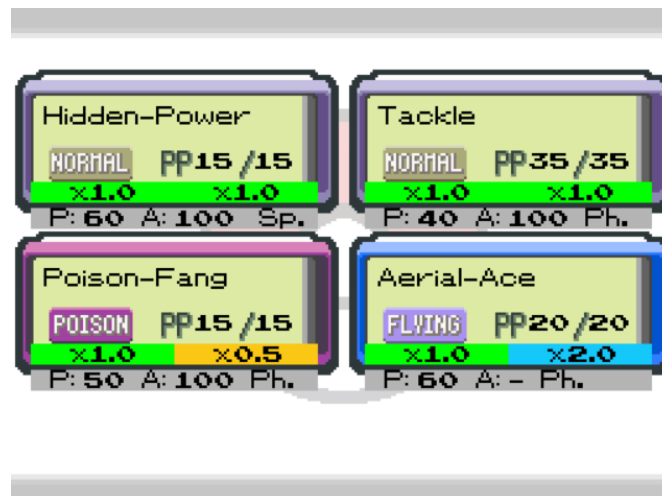 Hidden-Power
NORMAL PP15/15
x1.0 x1.0
P: 60 A: 100 Sp.
Tackle
NORMAL PP35/35
x1.0 x1.0
P: 40 A: 100 Ph.
Poison-Fang
POISON PP15/15
x1.0 x0.5
P: 50 A: 100 Ph.
Aerial-Ace
FLYING PP20/20
x1.0 x2.0
P: 60 A: - Ph.